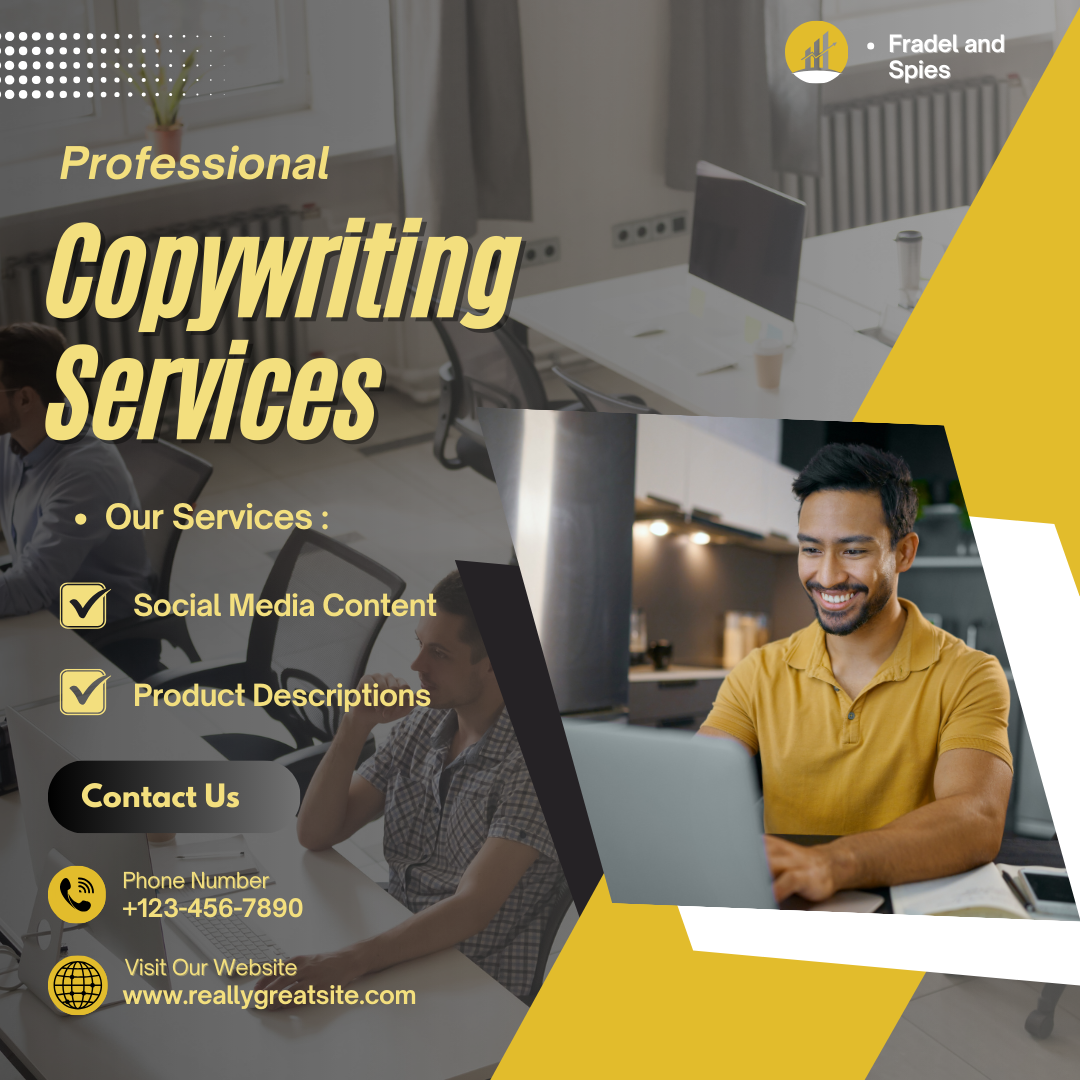 • Fradel and
Spies
Professional
Copywriting
Services
• Our Services :
Social Media Content
Product Descriptions
Contact Us
Phone Number
+123-456-7890
Visit Our Website
www.reallygreatsite.com